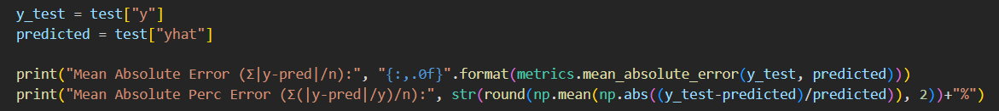 y_test = test["y"]
predicted = test["yhat"]
print("Mean Absolute Error (Σ|y-pred|/n):", "{:,.0f}".format(metrics.mean_absolute_error(y_test, predicted)))
print("Mean Absolute Perc Error (Σ(|y-pred|/y)/n):", str(round(np.mean(np.abs((y_test-predicted)/predicted)), 2))+"%")